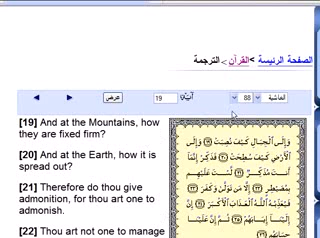 الصفحة الرئيسة > القرآن > الترجمة
الغاشية 88 آيَة: 19 عرض
[19] And at the Mountains, how
they are fixed firm?
[20] And at the Earth, how it is
spread out?
[21] Therefore do thou give
admonition, for thou art one to
admonish.
[22] Thou art not one to manage
وَإِلَى ٱلْجِبَالِ كَيْفَ نُصِبَتْ ١٩ وَإِلَى
ٱلْأَرْضِ كَيْفَ سُطِحَتْ ٢٠ فَذَكِّرْ إِنَّمَآ
أَنتَ مُذَكِّرٌ ٢١ لَّسْتَ عَلَيْهِم
بِمُصَيْطِرٍ ٢٢ إِلَّا مَن تَوَلَّىٰ وَكَفَرَ ٢٣
فَيُعَذِّبُهُ ٱللَّهُ ٱلْعَذَابَ ٱلْأَكْبَرَ ٢٤ إِنَّ
إِلَيْنَآ إِيَابَهُمْ ٢٥ ثُمَّ إِنَّ عَلَيْنَا
حِسَابَهُم ٢٦